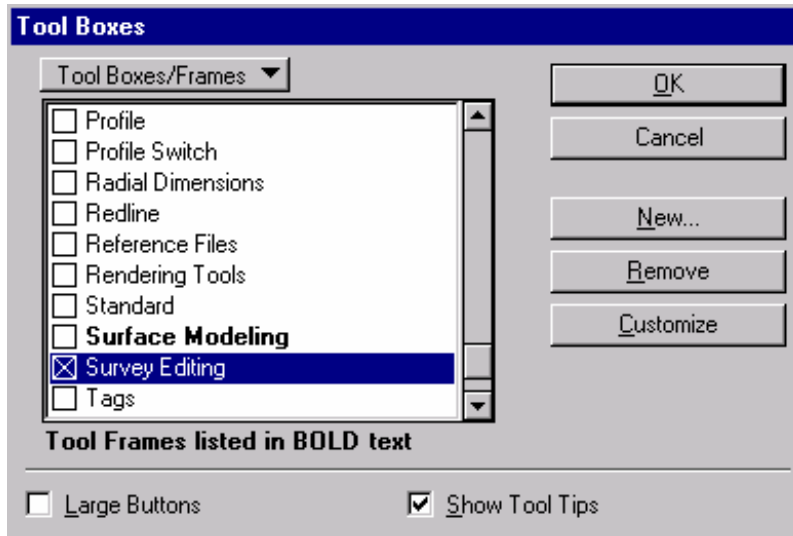 Tool Boxes
Tool Boxes/Frames
Profile
Profile Switch
Radial Dimensions
Redline
Reference Files
Rendering Tools
Standard
Surface Modeling
Survey Editing
Tags
Tool Frames listed in BOLD text
OK
Cancel
New...
Remove
Customize
Large Buttons
Show Tool Tips